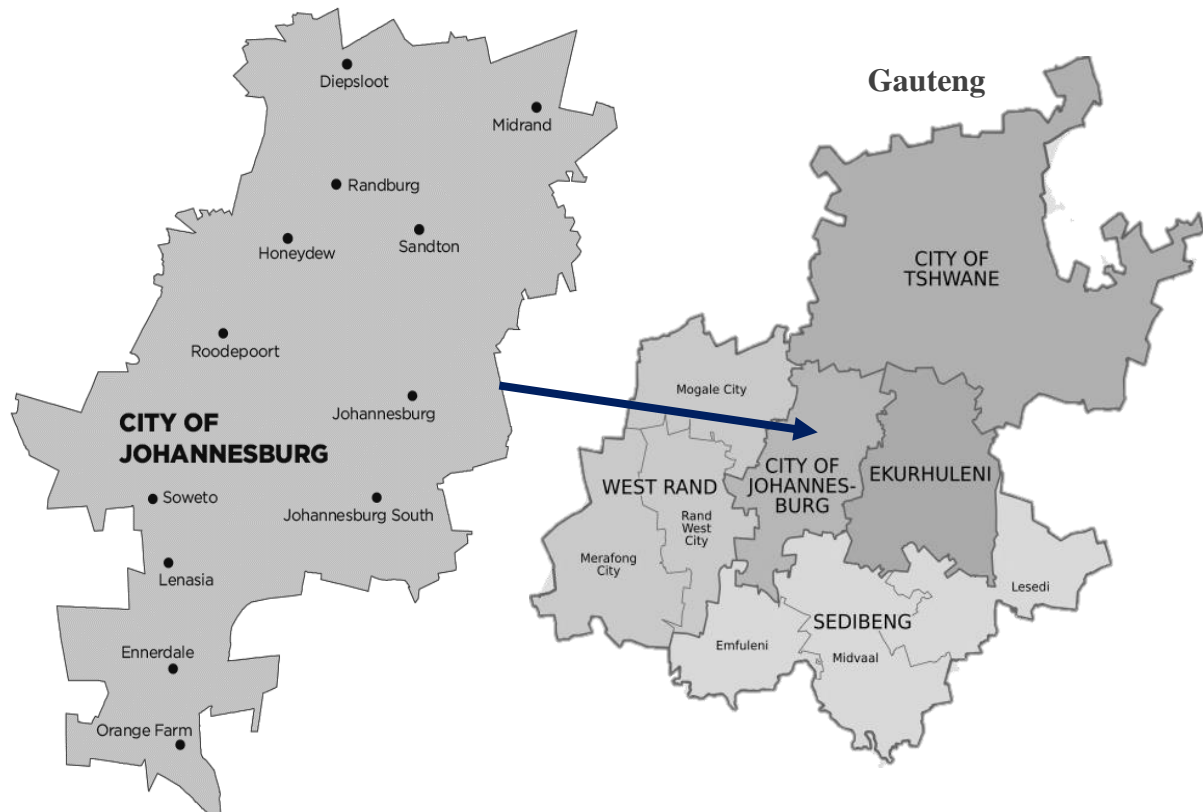 Diepsloot
Midrand
Randburg
Sandton
Honeydew
Roodepoort
Johannesburg
CITY OF
JOHANNESBURG
Soweto
Johannesburg South
Lenasia
Ennerdale
Orange Farm
Gauteng
CITY OF
TSHWANE
Mogale City
CITY OF
JOHANNES-
BURG
EKURHULENI
WEST RAND
Rand
West
City
Merafong
City
Lesedi
SEDIBENG
Emfuleni
Midvaal